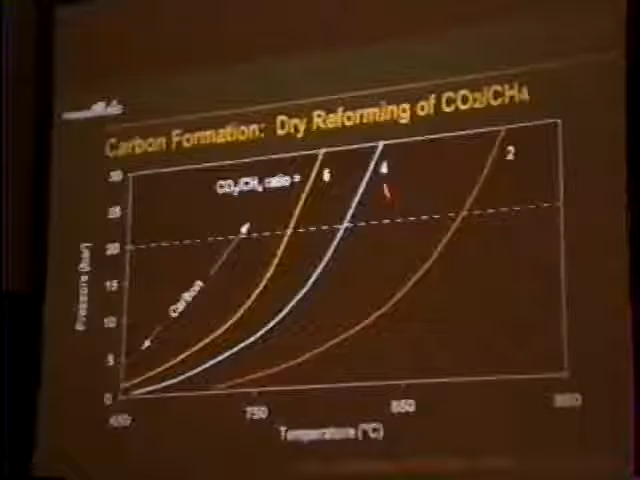 Carbon Formation: Dry Reforming of CO2/CH4
CO2/CH4 ratio = 6
4
2
Carbon
Pressure (bar)
30
25
20
15
10
5
0
750
850
Temperature (°C)